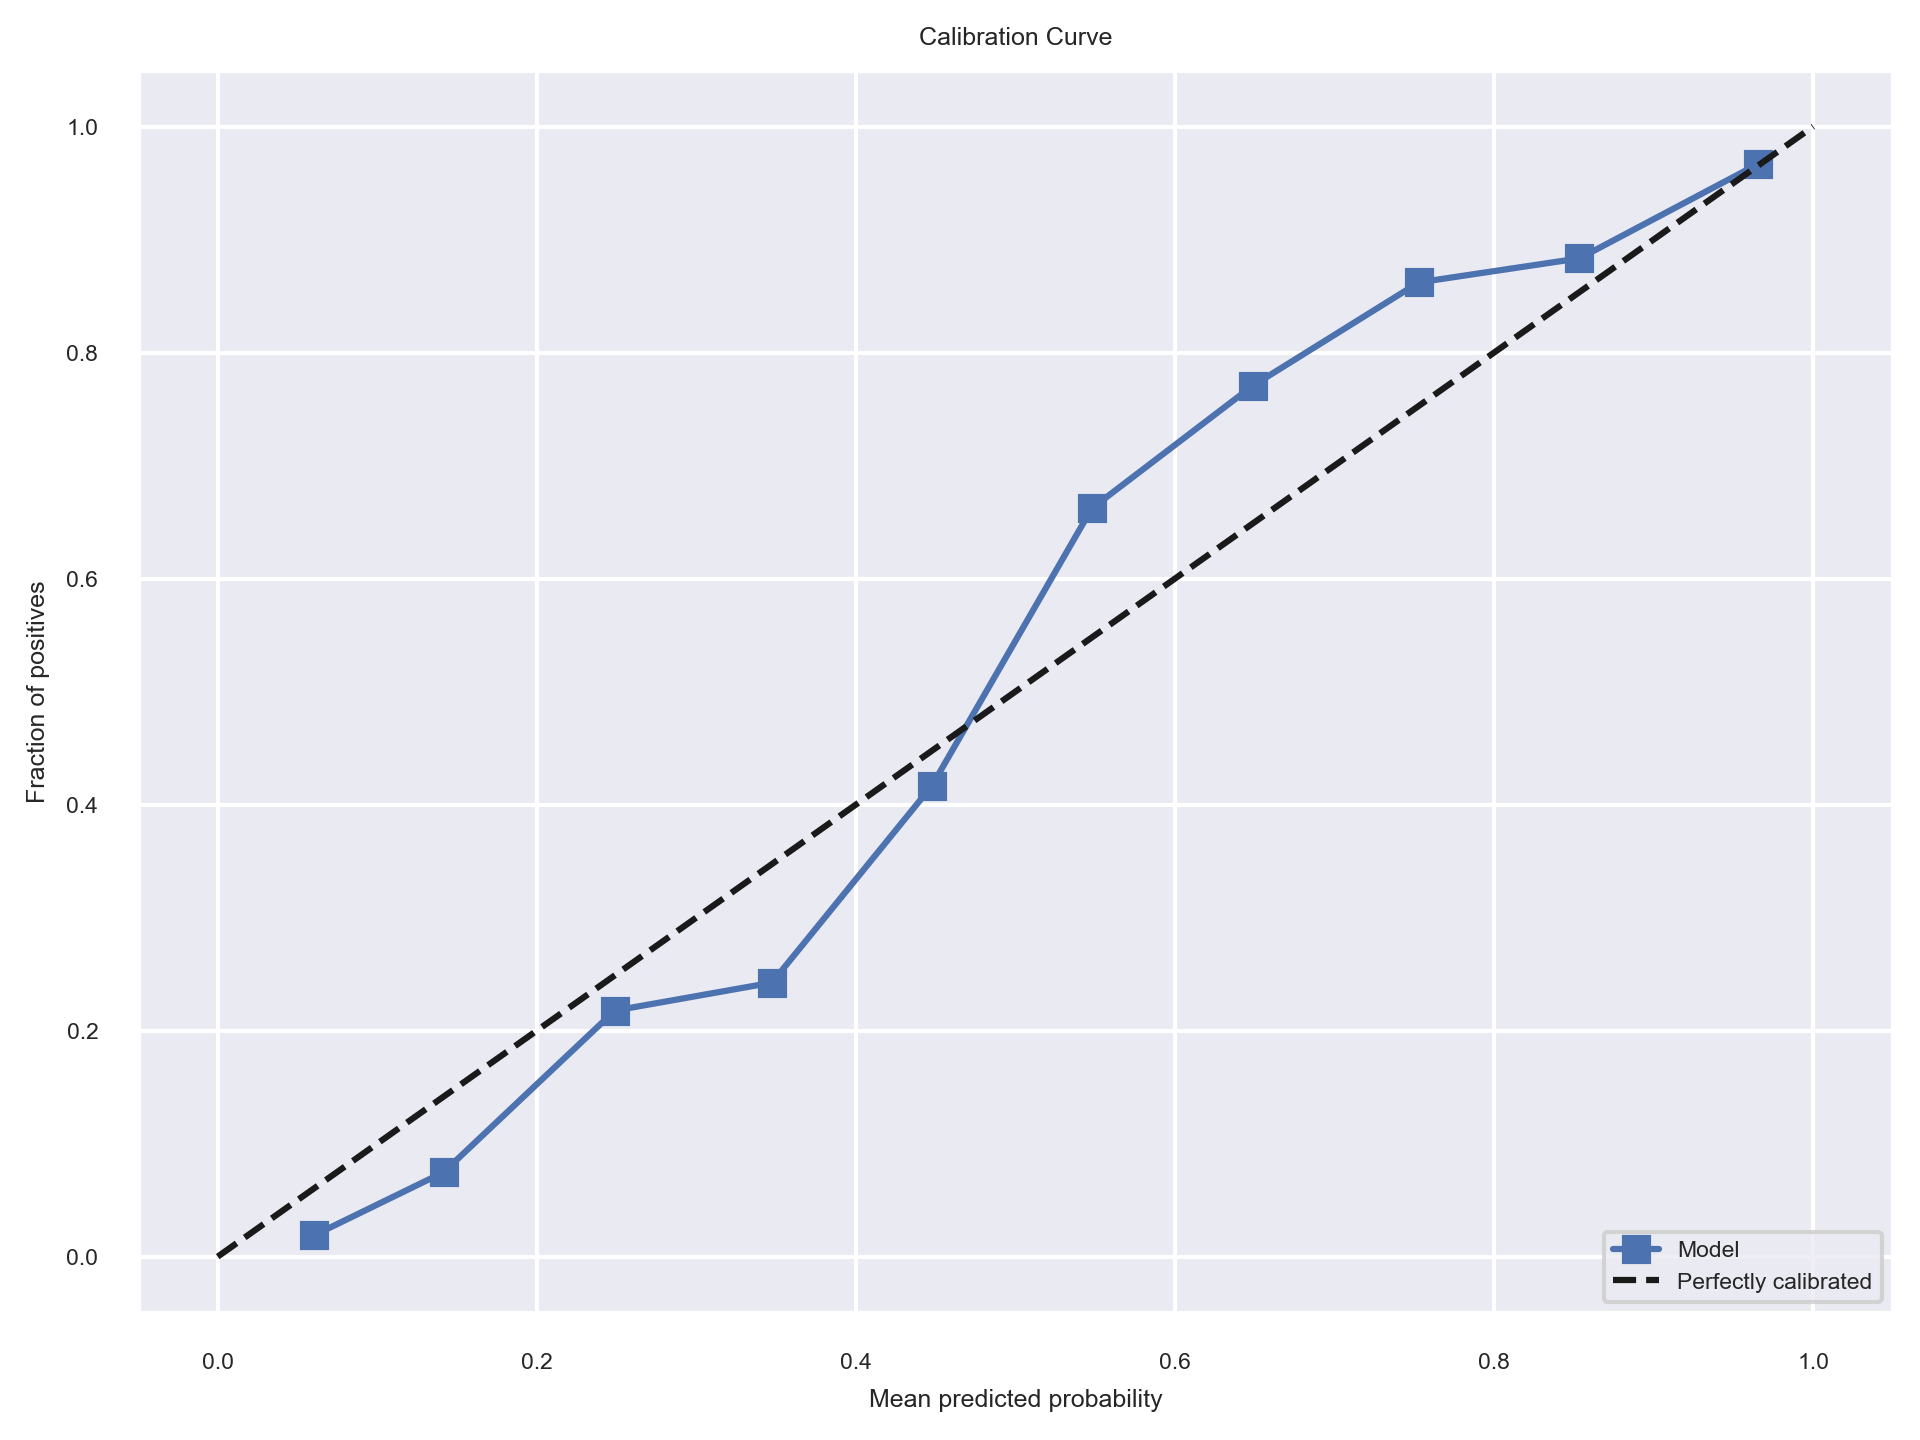 Calibration Curve
1.0
0.8
0.6
0.4
0.2
0.0
Fraction of positives
0.0 0.2 0.4 0.6 0.8 1.0
Mean predicted probability
Model
Perfectly calibrated